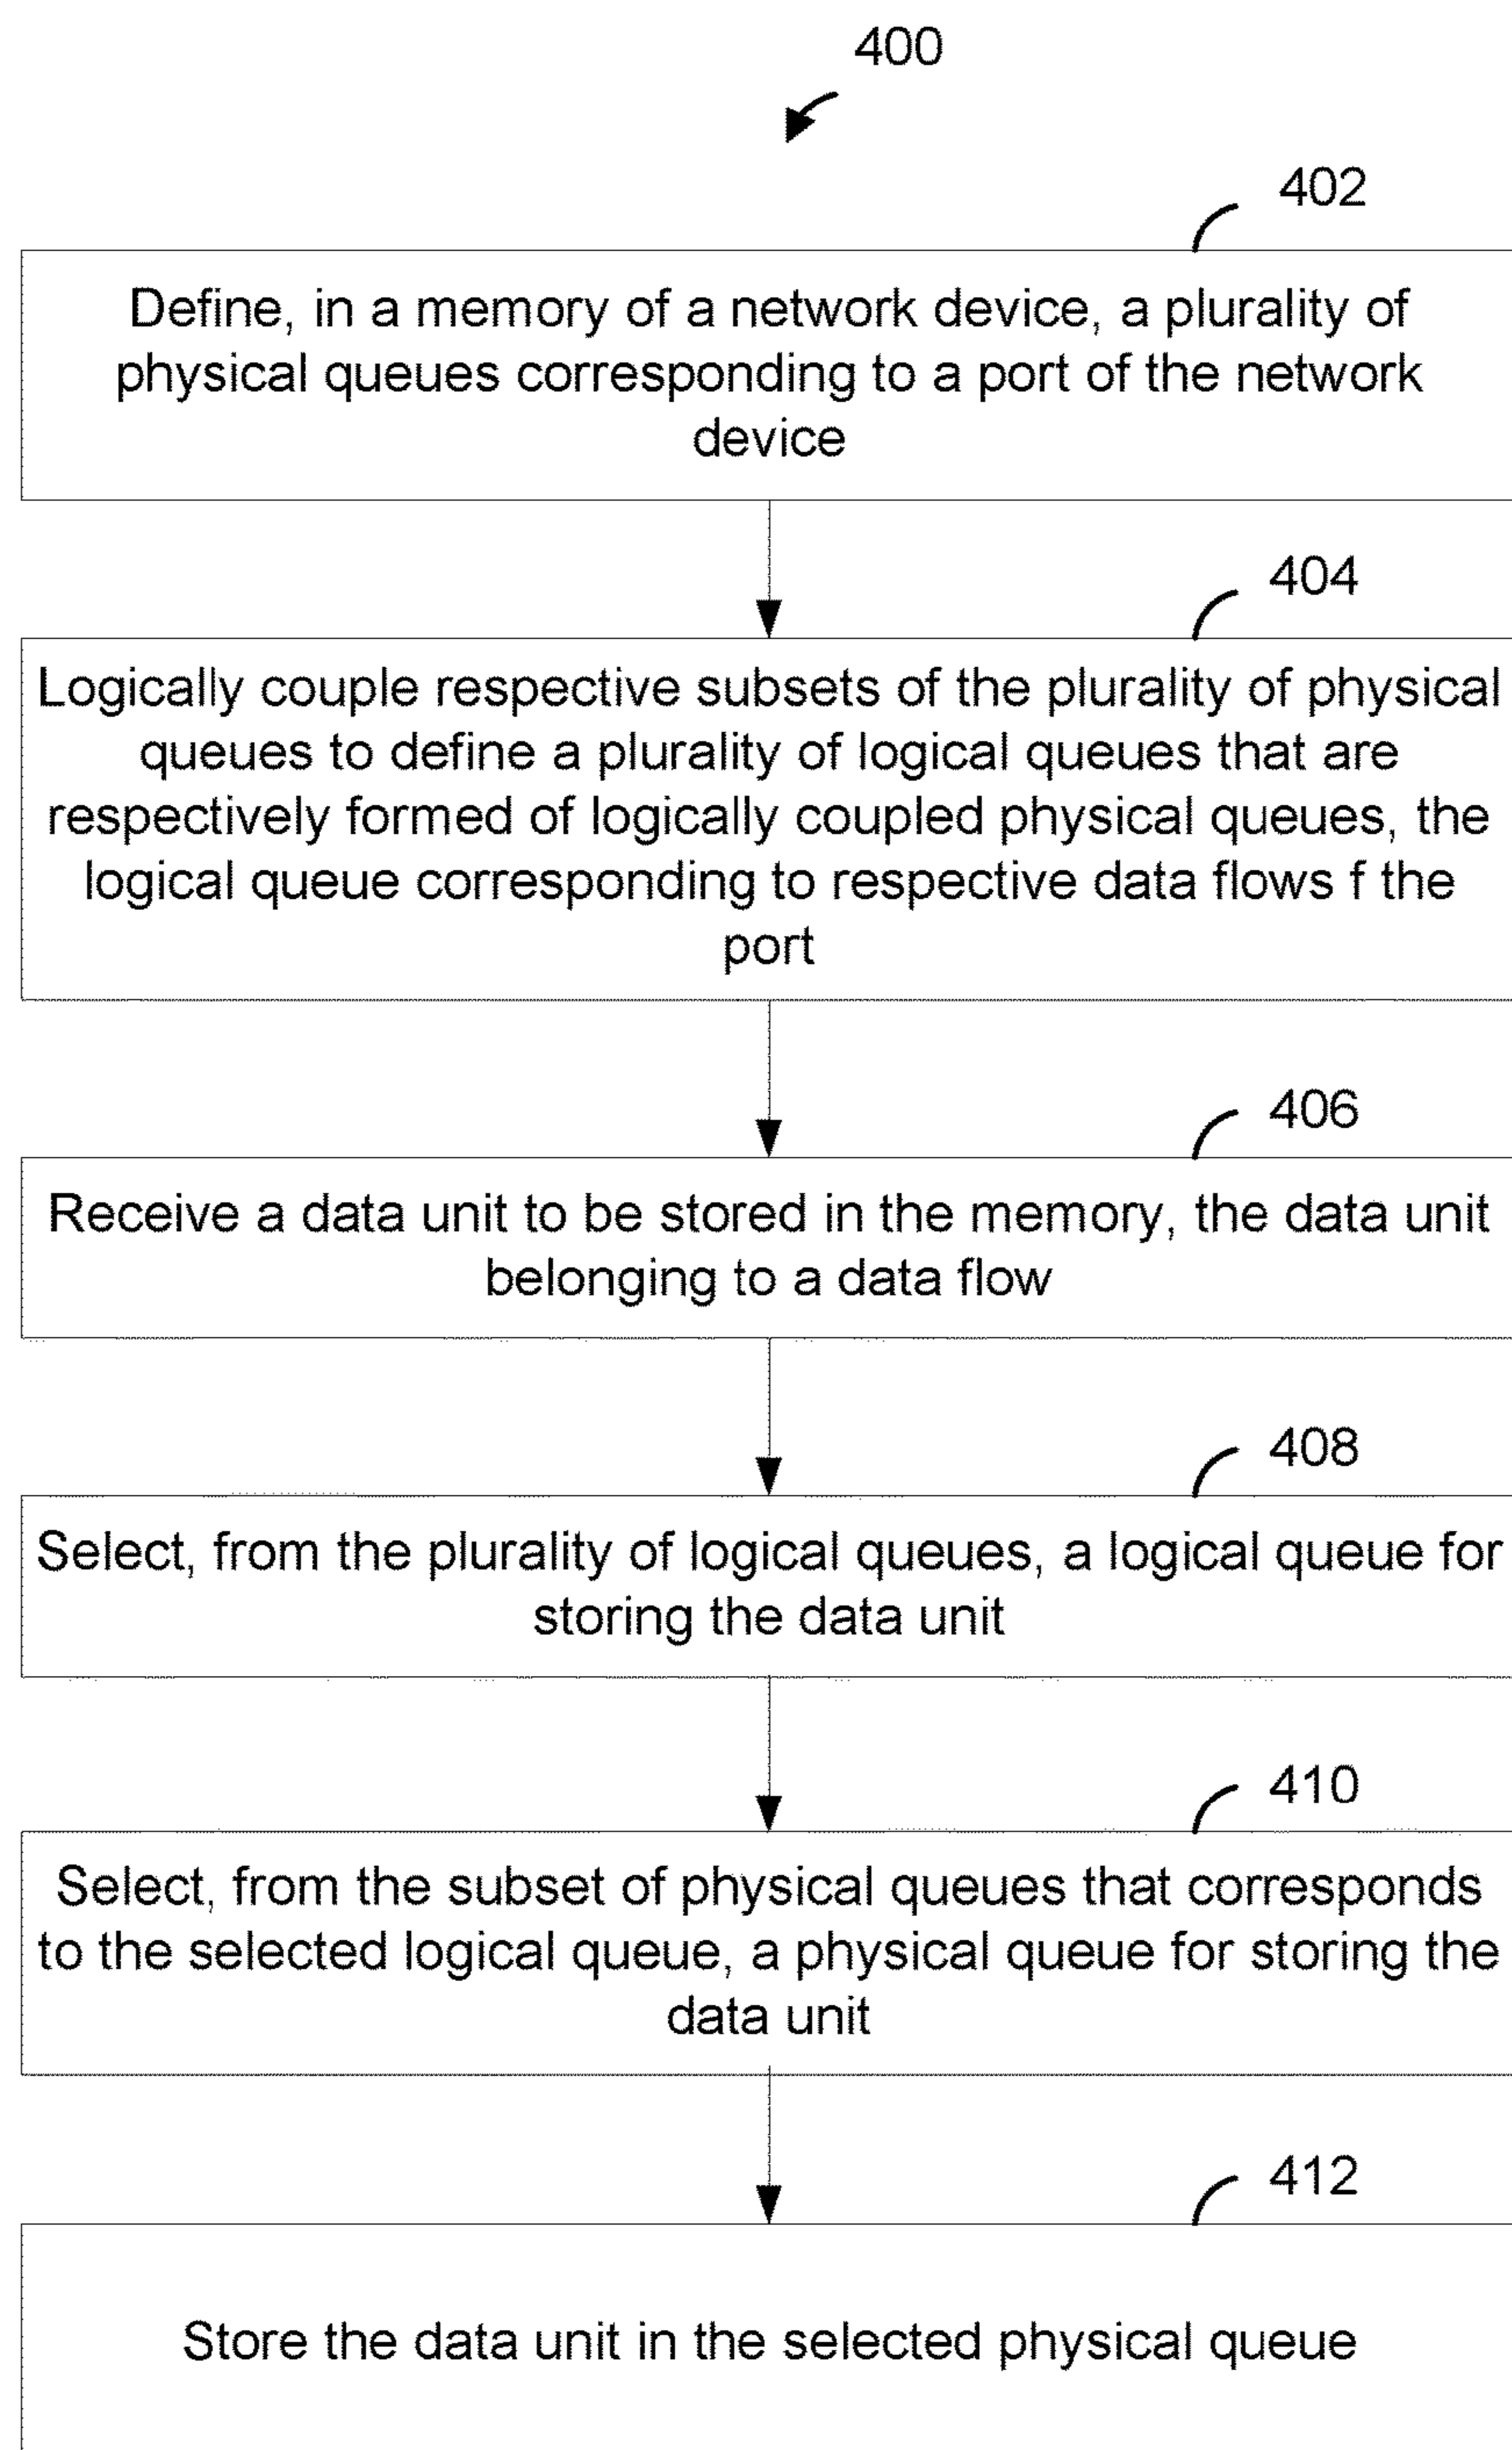 400
402
Define, in a memory of a network device, a plurality of
physical queues corresponding to a port of the network
device
404
Logically couple respective subsets of the plurality of physical
queues to define a plurality of logical queues that are
respectively formed of logically coupled physical queues, the
logical queue corresponding to respective data flows f the
port
406
Receive a data unit to be stored in the memory, the data unit
belonging to a data flow
408
Select, from the plurality of logical queues, a logical queue for
storing the data unit
410
Select, from the subset of physical queues that corresponds
to the selected logical queue, a physical queue for storing the
data unit
412
Store the data unit in the selected physical queue